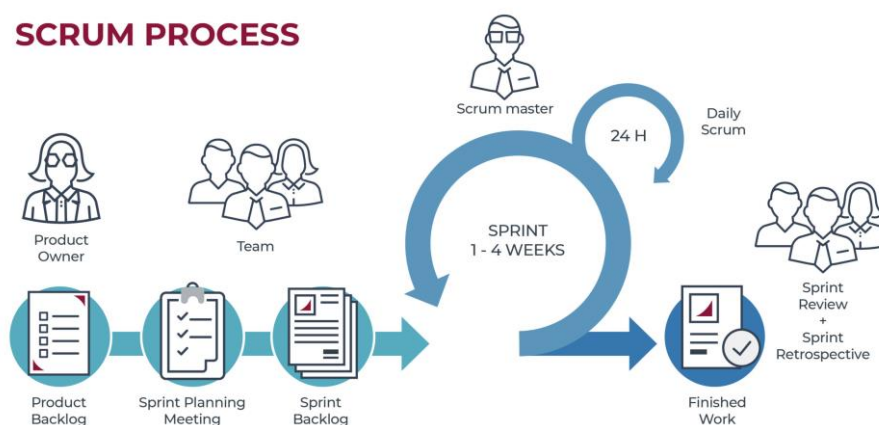 SCRUM PROCESS
Scrum master
24 H
Daily
Scrum
Product
Owner
Team
SPRINT
1 - 4 WEEKS
Sprint
Review
+
Sprint
Retrospective
Product
Backlog
Sprint Planning
Meeting
Sprint
Backlog
Finished
Work